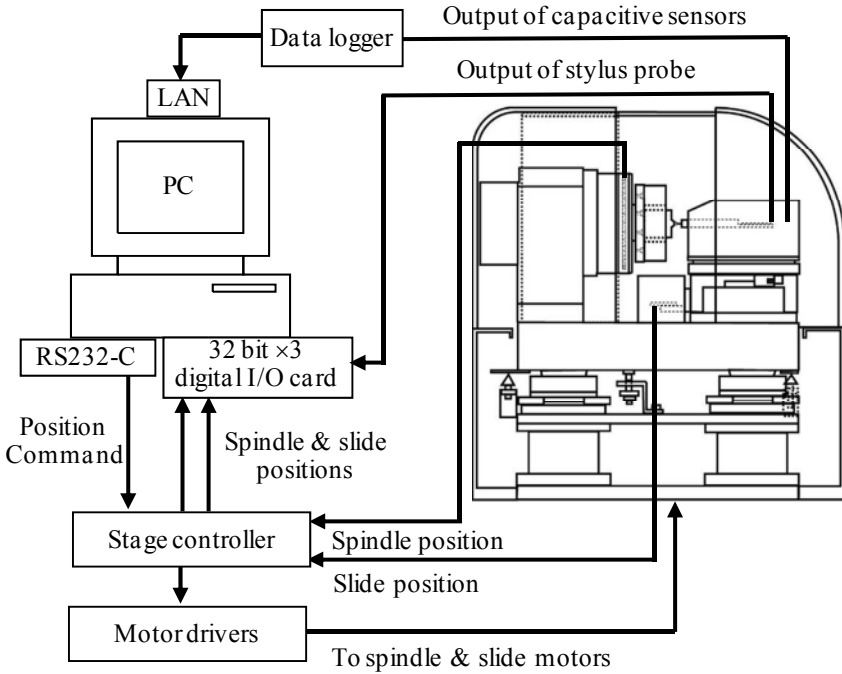 Output of capacitive sensors
Data logger
Output of stylus probe
LAN
PC
RS232-C
32 bit ×3
digital I/O card
Position
Command
Spindle & slide
positions
Stage controller
Spindle position
Slide position
Motor drivers
To spindle & slide motors